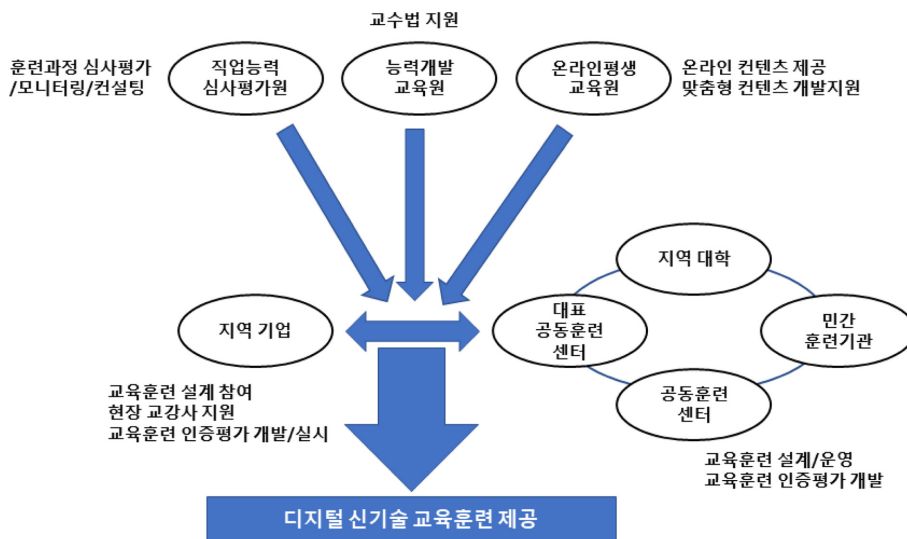 교수법 지원
훈련과정 심사평가
/모니터링/컨설팅
직업능력
심사평가원
능력개발
교육원
온라인평생
교육원
온라인 컨텐츠 제공
맞춤형 컨텐츠 개발지원
지역 대학
지역 기업
대표
공동훈련
센터
민간
훈련기관
공동훈련
센터
교육훈련 설계 참여
현장 교강사 지원
교육훈련 인증평가 개발/실시
교육훈련 설계/운영
교육훈련 인증평가 개발
디지털 신기술 교육훈련 제공